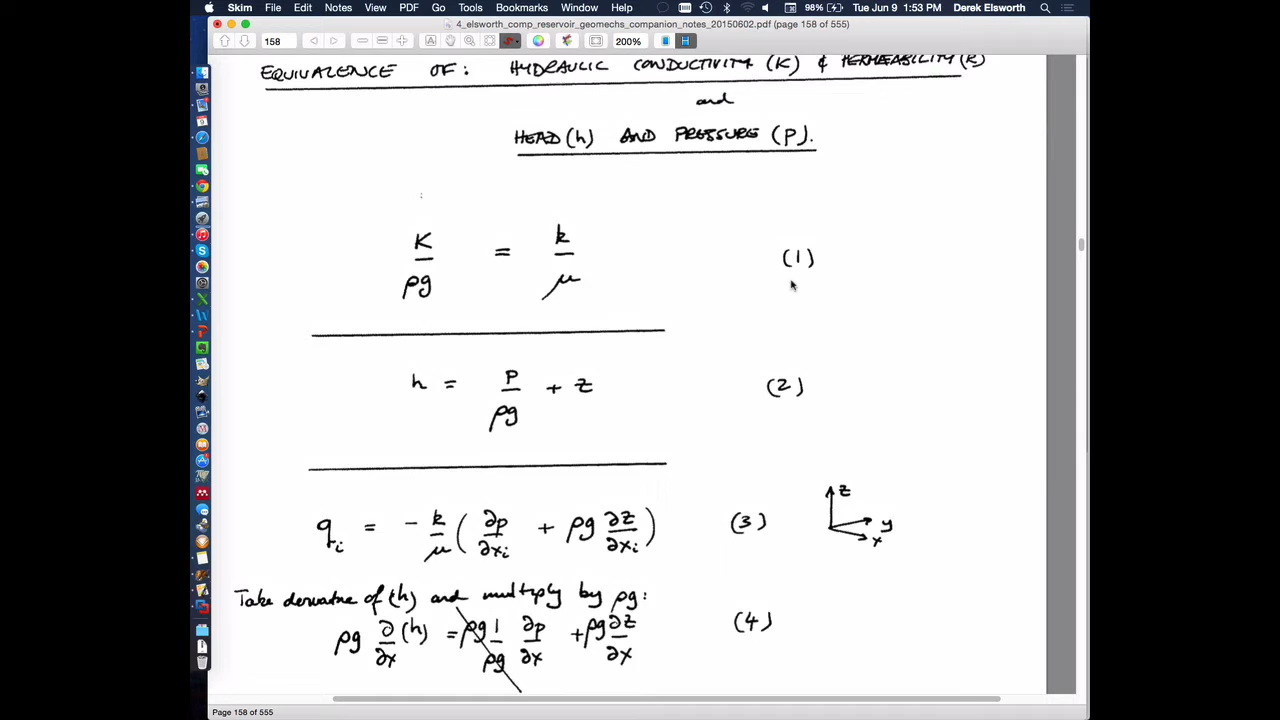 Skim File Edit View PDF Go Tools Bookmarks Window Help 98% Tue Jun 9 1:53 PM Derek Elsworth
4_elsworth_comp_reservoir_geomechs_companion_notes_20150602.pdf (page 158 of 555)
158 200%
EQUIVALENCE OF: HYDRAULIC CONDUCTIVITY (K) & PERMEABILITY (k)
and
HEAD (h) AND PRESSURE (p).
K/ρg = k/μ (1)
h = p/ρg + z (2)
q_i = - k/μ (∂p/∂x_i + ρg ∂z/∂x_i) (3)
z
y
x
Take derivative of (h) and multiply by ρg:
ρg ∂/∂x (h) = ρg 1/ρg ∂p/∂x + ρg ∂z/∂x (4)
Page 158 of 555